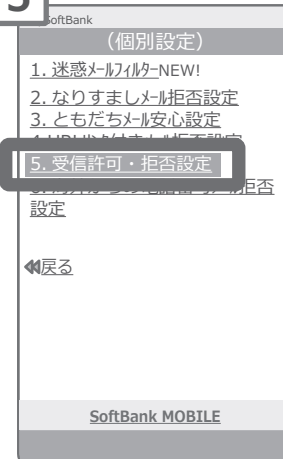 SoftBank
(個別設定)
1. 迷惑ﾒｰﾙﾌｨﾙﾀｰNEW!
2. なりすましﾒｰﾙ拒否設定
3. ともだちﾒｰﾙ安心設定
5. 受信許可・拒否設定
設定
戻る
SoftBank MOBILE